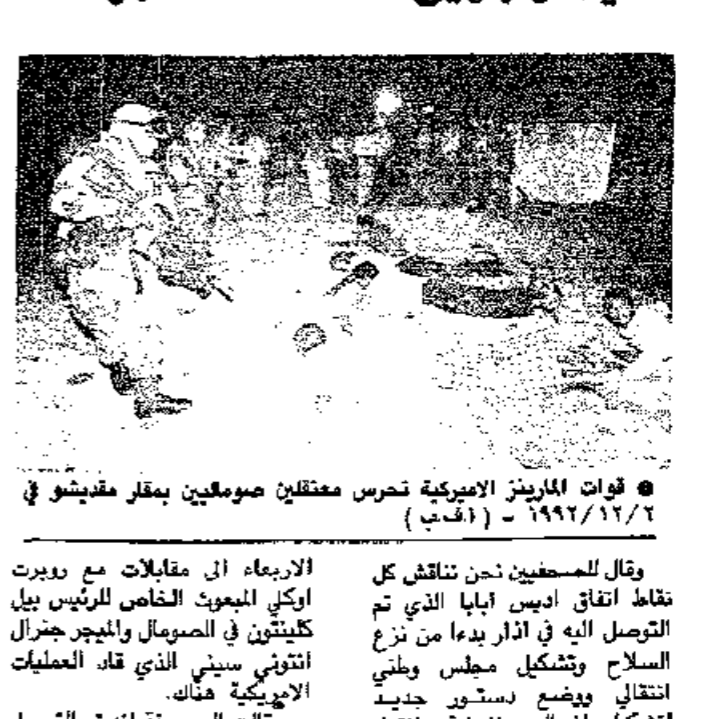 ● قوات المارينز الاميركية تحرس معتقلين صوماليين بمقار مقديشو في
١٩٩٢/١٢/٦ - (ا.ف.ب)
وقال للصحفيين نحن نناقش كل
نقاط اتفاق اديس ابابا الذي تم
التوصل اليه في اذار بدءا من نزع
السلاح وتشكيل مجلس وطني
انتقالي ووضع دستور جديد
الاربعاء الى مقابلات مع روبرت
اوكلي المبعوث الخاص للرئيس بيل
كلينتون في الصومال والميجر جنرال
انتوني سيني الذي قاد العمليات
الامريكية هناك.